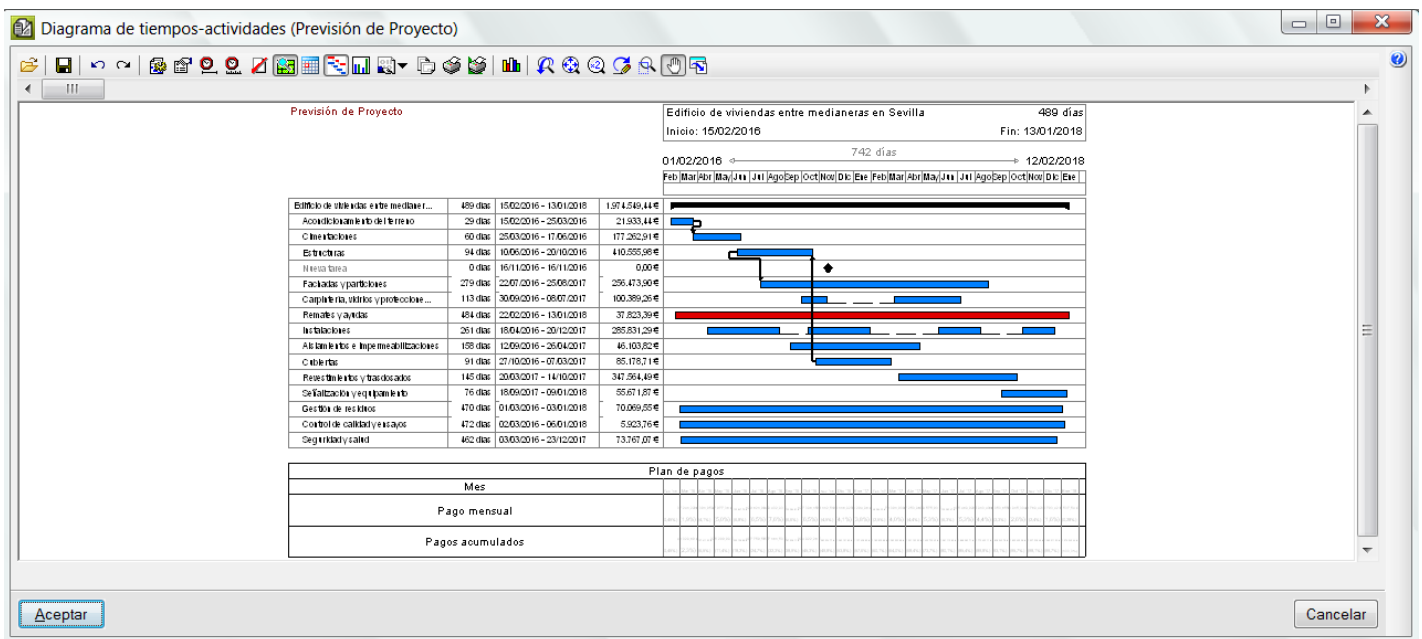 Diagrama de tiempos-actividades (Previsión de Proyecto)
Previsión de Proyecto
Edificio de viviendas entre medianeras en Sevilla 489 días
Inicio: 15/02/2016 Fin: 13/01/2018
742 días
01/02/2016 12/02/2018
Feb Mar Abr May Jun Jul Ago Sep Oct Nov Dic Ene Feb Mar Abr May Jun Jul Ago Sep Oct Nov Dic Ene
Edificio de viviendas entre medianer... 489 días 15/02/2016 - 13/01/2018 1.974.549,44 €
Acondicionamiento del terreno 29 días 15/02/2016 - 25/03/2016 21.933,44 €
Cimentaciones 60 días 25/03/2016 - 17/06/2016 177.262,91 €
Estructuras 94 días 10/06/2016 - 20/10/2016 410.555,98 €
Nueva tarea 0 días 16/11/2016 - 16/11/2016 0,00 €
Fachadas y particiones 279 días 22/07/2016 - 25/08/2017 256.473,90 €
Carpintería, vidrios y proteccione... 113 días 30/09/2016 - 08/07/2017 100.389,26 €
Remates y ayudas 484 días 22/02/2016 - 13/01/2018 37.823,39 €
Instalaciones 261 días 18/04/2016 - 20/12/2017 285.831,29 €
Aislamientos e impermeabilizaciones 158 días 12/09/2016 - 26/04/2017 46.103,82 €
Cubiertas 91 días 27/10/2016 - 07/03/2017 85.178,71 €
Revestimientos y trasdosados 145 días 20/03/2017 - 14/10/2017 347.564,49 €
Señalización y equipamiento 76 días 18/09/2017 - 09/01/2018 55.671,87 €
Gestión de residuos 470 días 01/03/2016 - 03/01/2018 70.069,55 €
Control de calidad y ensayos 472 días 02/03/2016 - 06/01/2018 5.923,76 €
Seguridad y salud 462 días 03/03/2016 - 23/12/2017 73.767,07 €
Plan de pagos
Mes
Pago mensual
Pagos acumulados
Aceptar Cancelar